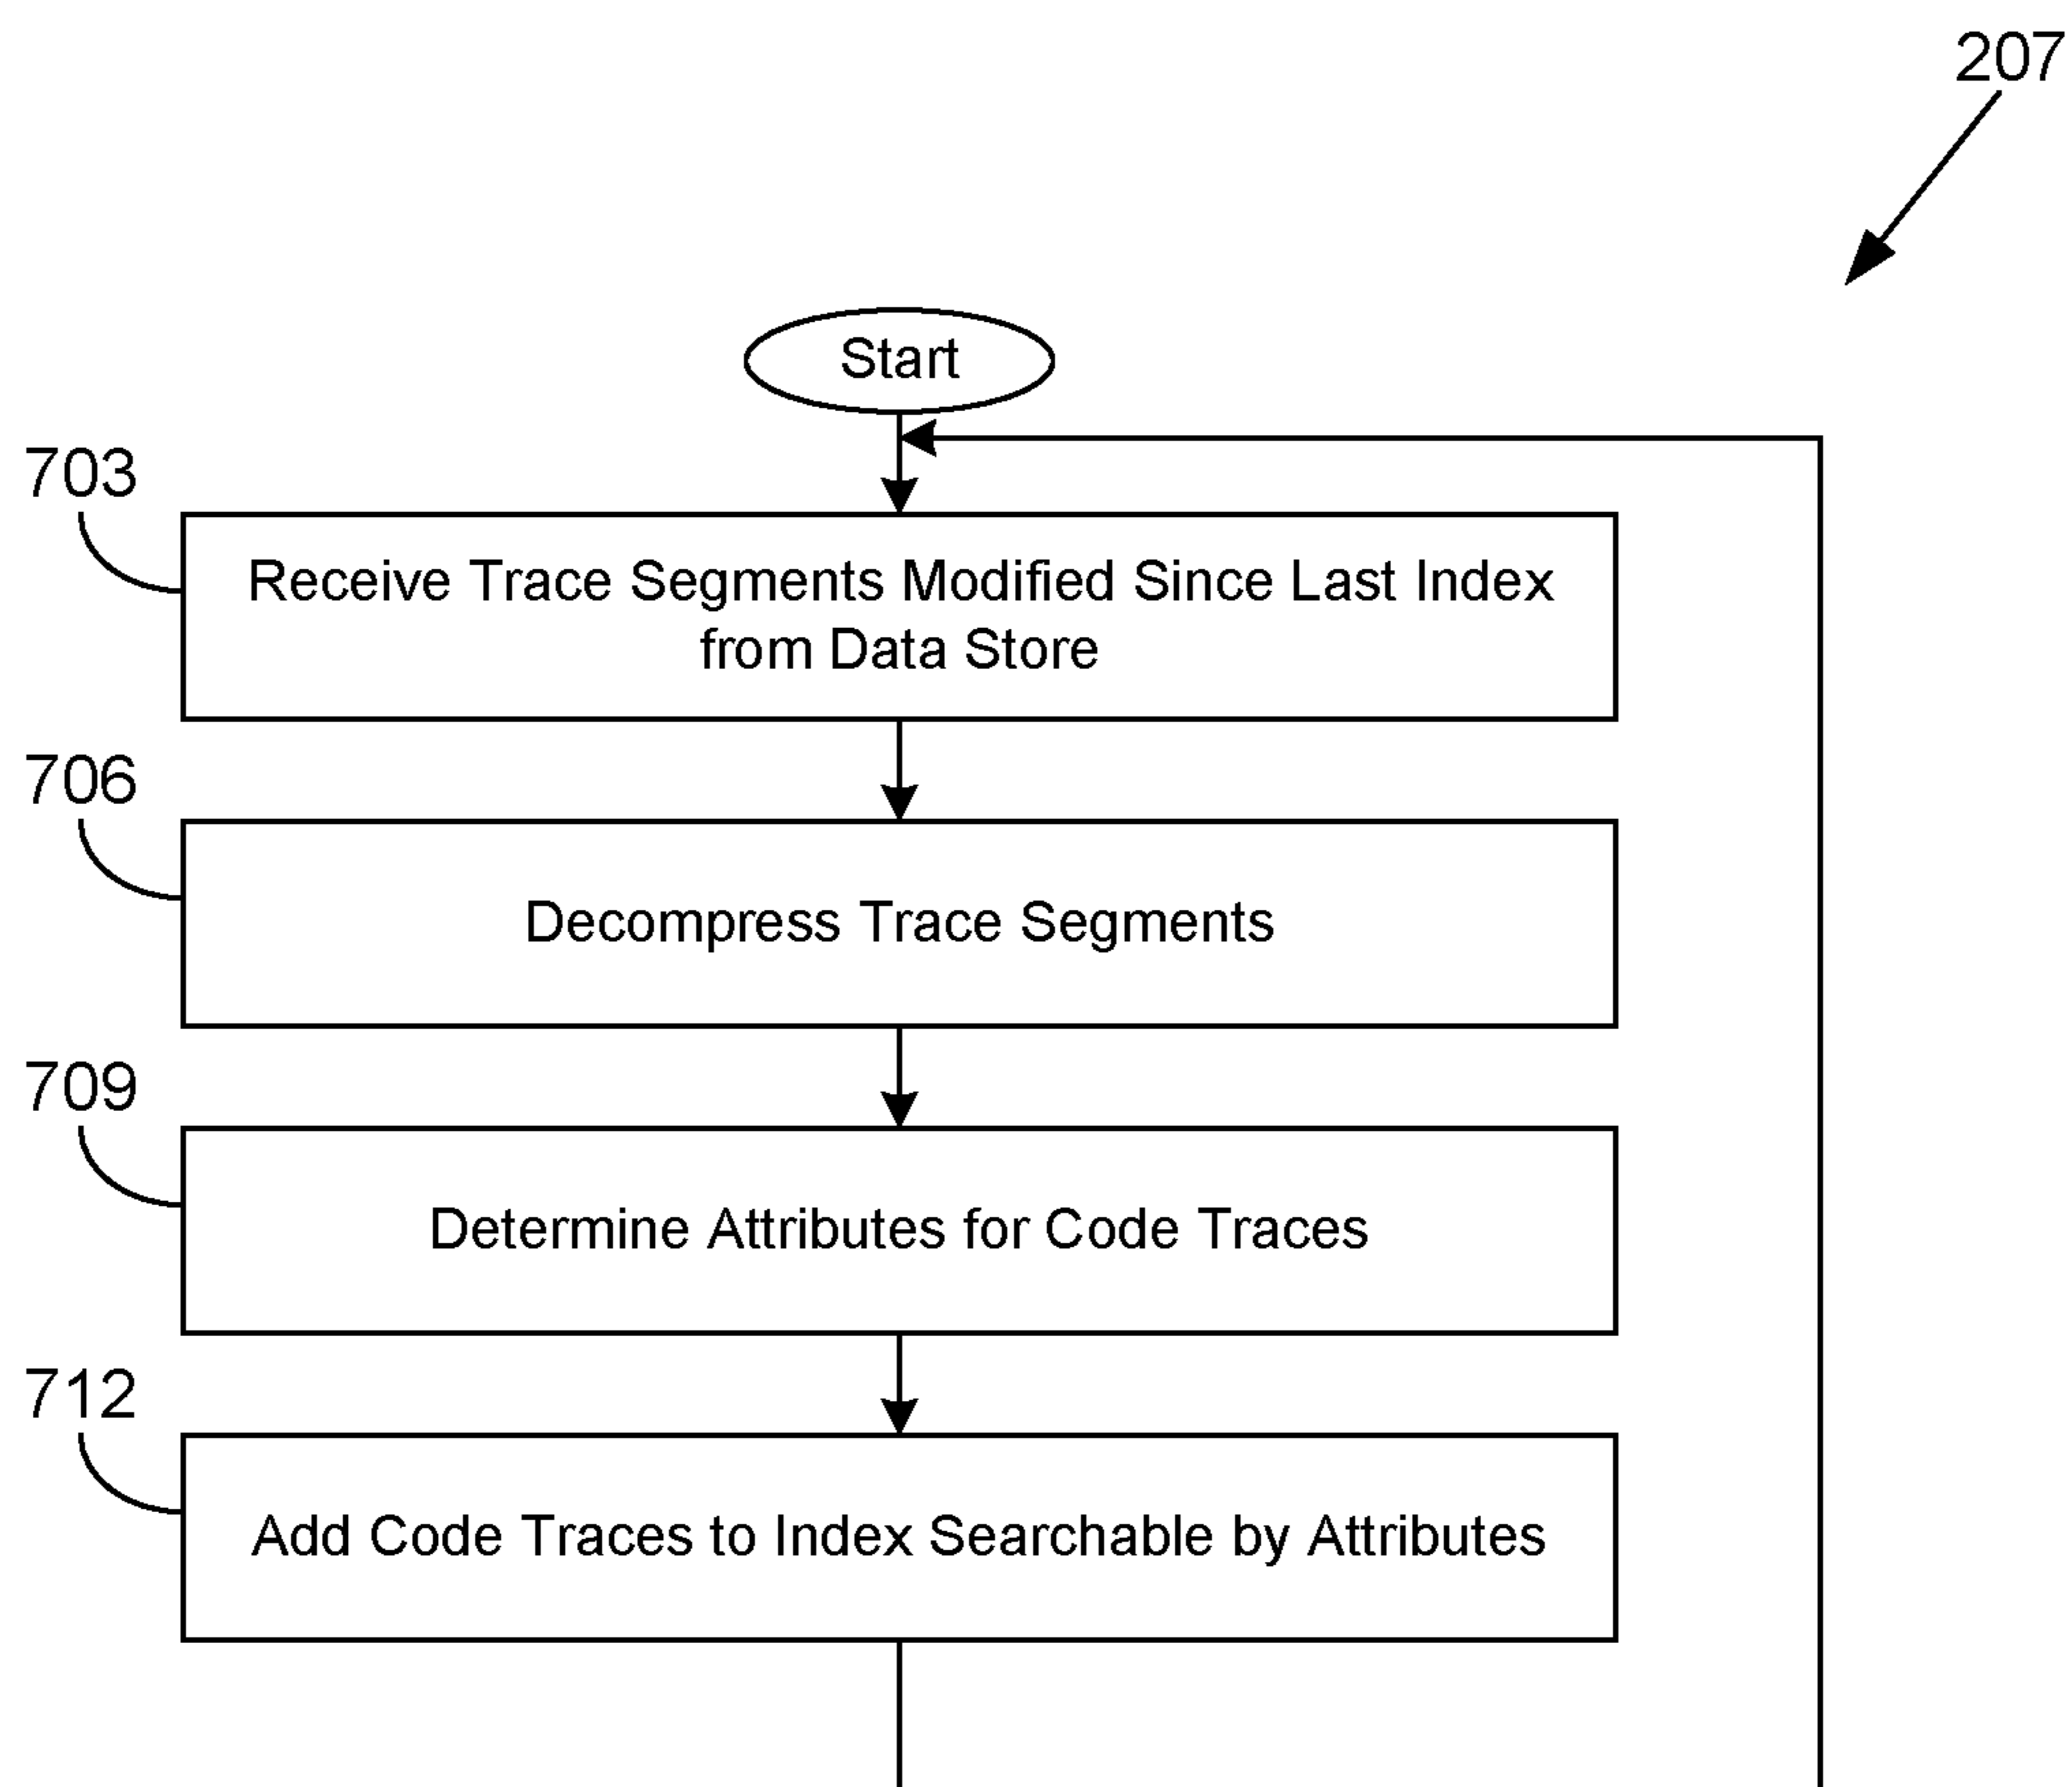 207
Start
703
Receive Trace Segments Modified Since Last Index
from Data Store
706
Decompress Trace Segments
709
Determine Attributes for Code Traces
712
Add Code Traces to Index Searchable by Attributes